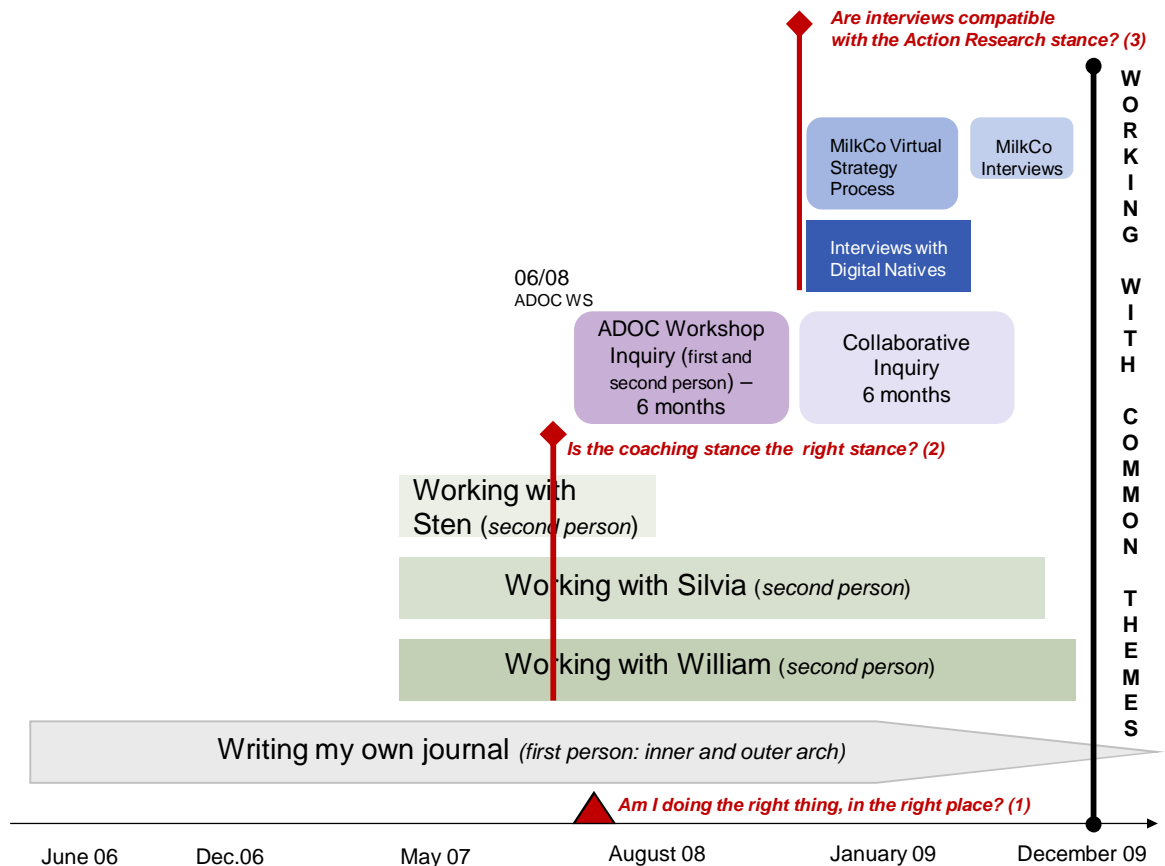 Are interviews compatible
with the Action Research stance? (3)
MilkCo Virtual
Strategy
Process
MilkCo
Interviews
Interviews with
Digital Natives
06/08
ADOC WS
ADOC Workshop
Inquiry (first and
second person) –
6 months
Collaborative
Inquiry
6 months
Is the coaching stance the right stance? (2)
Working with
Sten (second person)
Working with Silvia (second person)
Working with William (second person)
Writing my own journal (first person: inner and outer arch)
Am I doing the right thing, in the right place? (1)
June 06
Dec.06
May 07
August 08
January 09
December 09
WORKING WITH COMMON THEMES